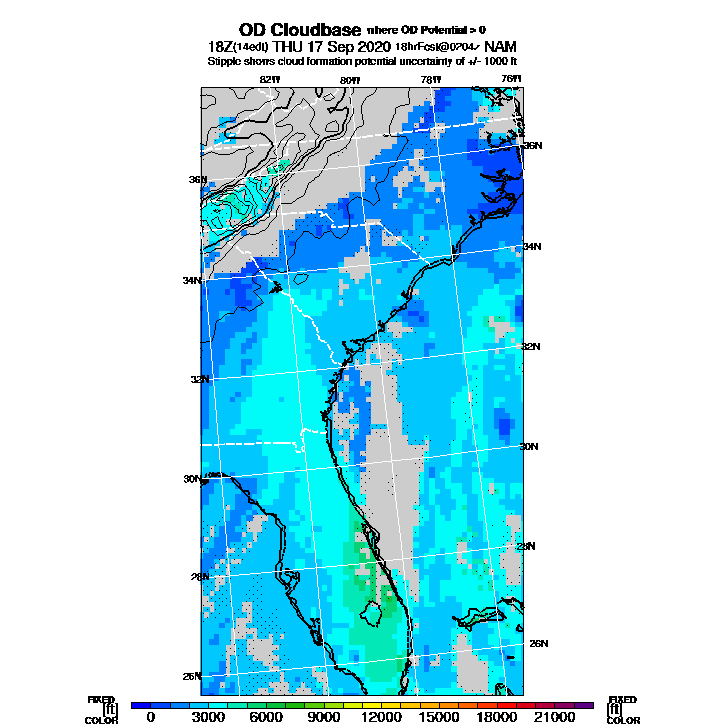 OD Cloudbase where OD Potential > 0
18Z(14edt) THU 17 Sep 2020 18hrFcst@0204z NAM
Stipple shows cloud formation potential uncertainty of +/- 1000 ft
82W 80W 78W 76W
36N
36N
34N
34N
32N
32N
30N
30N
28N
28N
26N
26N
FIXED FIXED
[ft] [ft]
COLOR 0 3000 6000 9000 12000 15000 18000 21000 COLOR